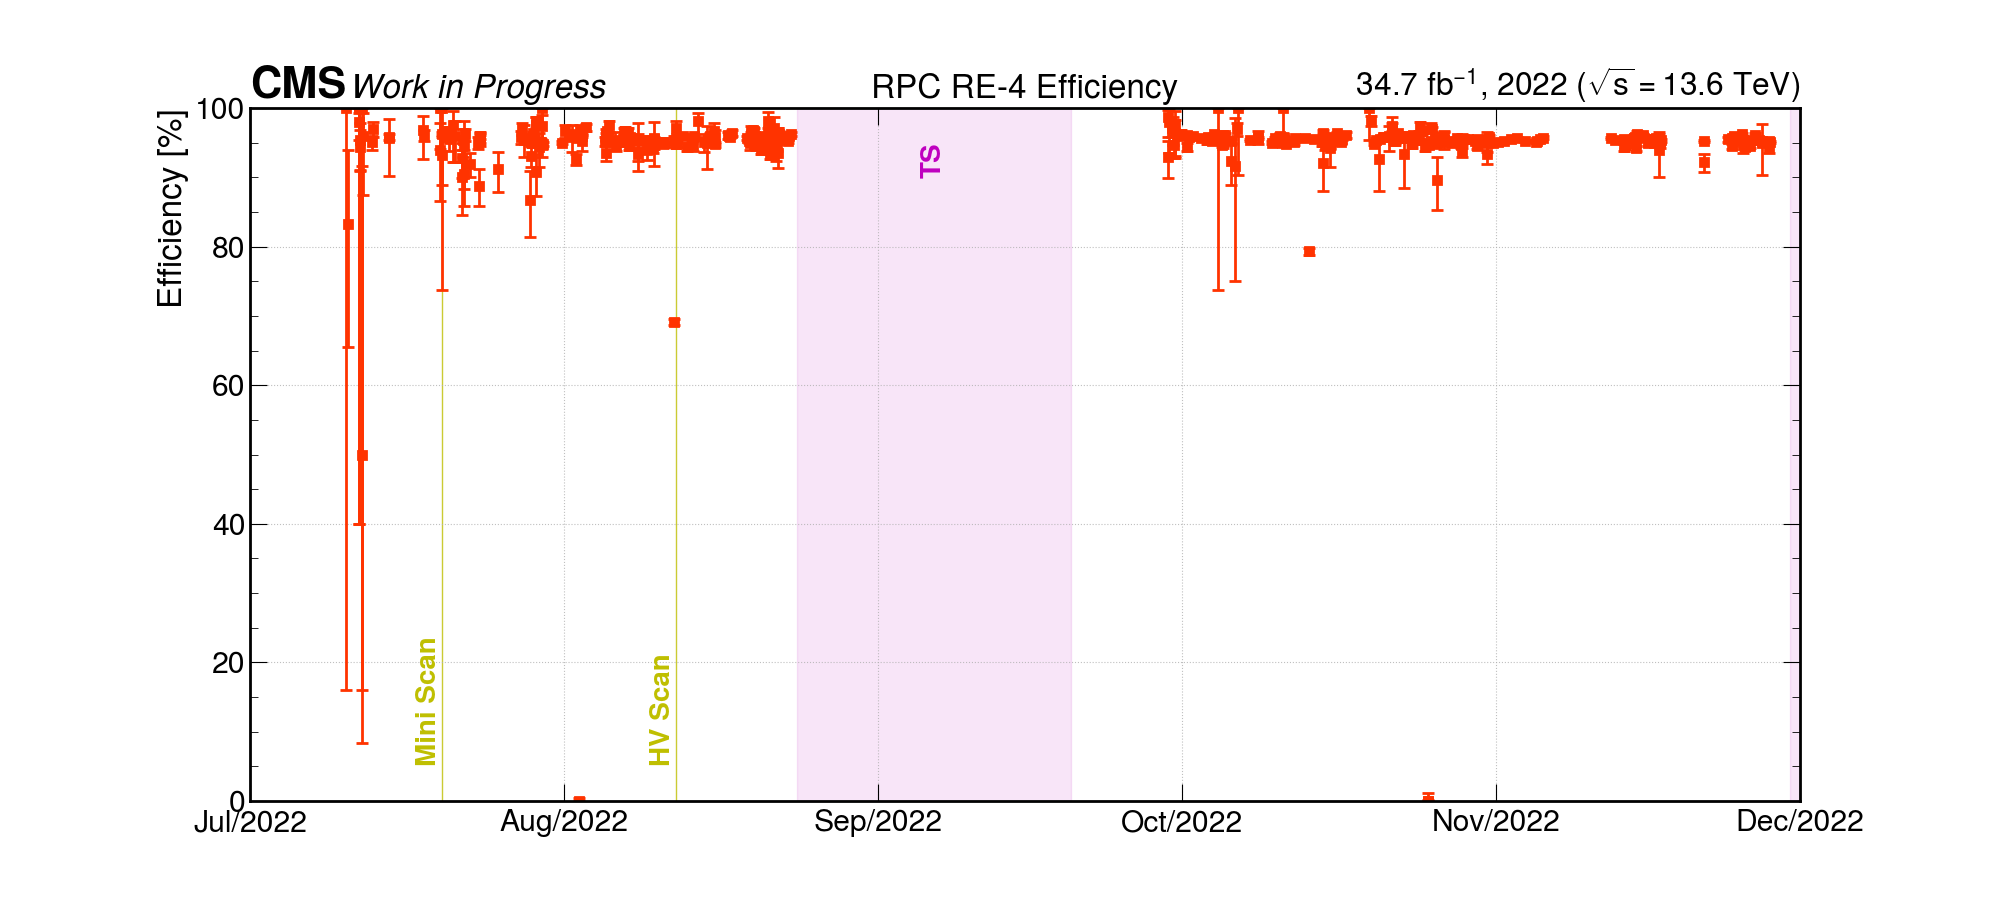 CMS Work in Progress RPC RE-4 Efficiency 34.7 fb⁻¹, 2022 (√s = 13.6 TeV)
Efficiency [%]
100
80
60
40
20
0
TS
Mini Scan
HV Scan
Jul/2022 Aug/2022 Sep/2022 Oct/2022 Nov/2022 Dec/2022